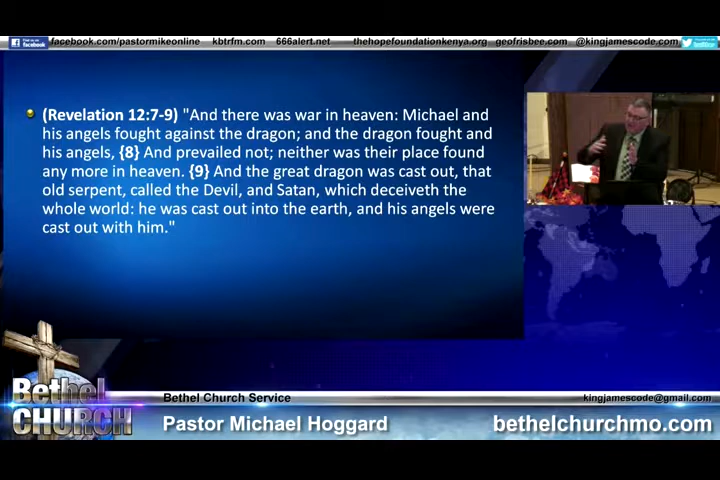 facebook.com/pastormikeonline kbtrfm.com 666alert.net thehopefoundationkenya.org geofrisbee.com @kingjamescode.com
(Revelation 12:7-9) "And there was war in heaven: Michael and
his angels fought against the dragon; and the dragon fought and
his angels, {8} And prevailed not; neither was their place found
any more in heaven. {9} And the great dragon was cast out, that
old serpent, called the Devil, and Satan, which deceiveth the
whole world: he was cast out into the earth, and his angels were
cast out with him."
Bethel
CHURCH
Bethel Church Service kingjamescode@gmail.com
Pastor Michael Hoggard bethelchurchmo.com